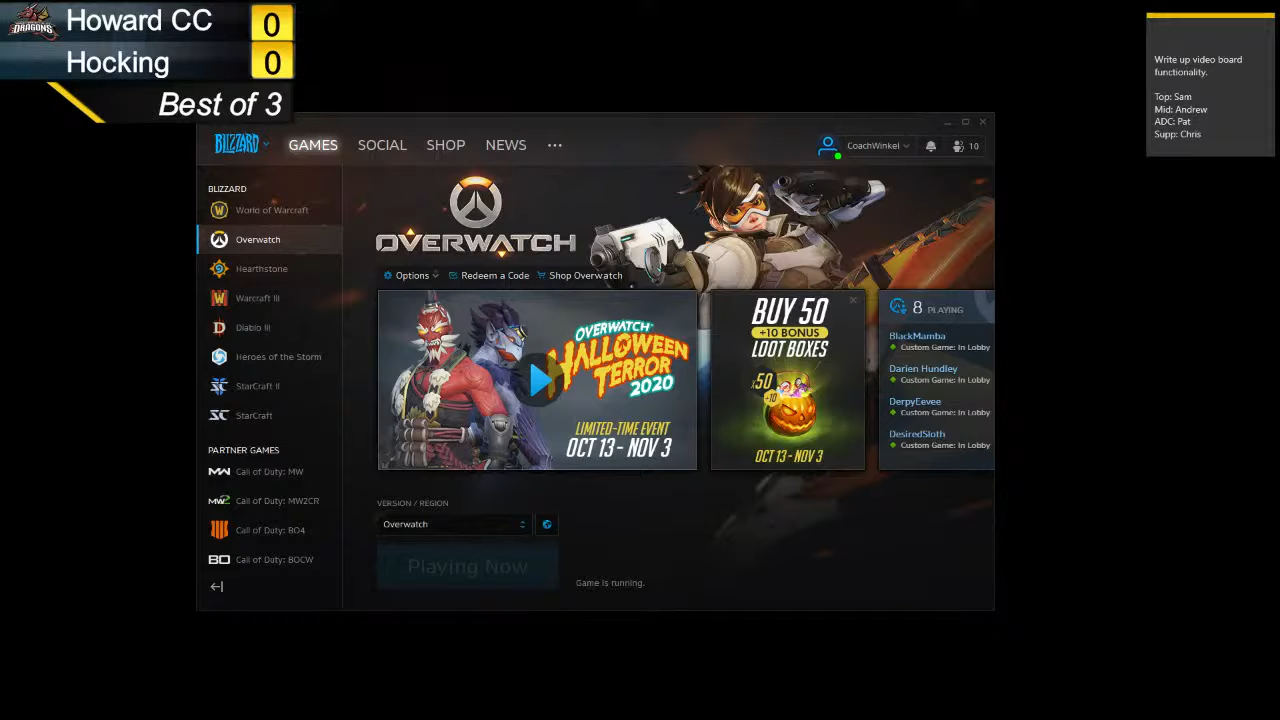 DRAGONS
Howard CC 0
Hocking 0
Best of 3
Write up video board
functionality.
Top: Sam
Mid: Andrew
ADC: Pat
Supp: Chris
BLIZZARD
GAMES SOCIAL SHOP NEWS
CoachWinkel
10
BLIZZARD
World of Warcraft
Overwatch
Hearthstone
Warcraft III
Diablo III
Heroes of the Storm
StarCraft II
StarCraft
PARTNER GAMES
MW Call of Duty: MW
MW2 Call of Duty: MW2CR
Call of Duty: BO4
BO Call of Duty: BOCW
OVERWATCH
Options Redeem a Code Shop Overwatch
OVERWATCH
HALLOWEEN
TERROR
2020
LIMITED-TIME EVENT
OCT 13 - NOV 3
BUY 50
+10 BONUS
LOOT BOXES
x50
+10
OCT 13 - NOV 3
8 PLAYING
BlackMamba
Custom Game: In Lobby
Darien Hundley
Custom Game: In Lobby
DerpyEevee
Custom Game: In Lobby
DesiredSloth
Custom Game: In Lobby
VERSION / REGION
Overwatch
Playing Now
Game is running.